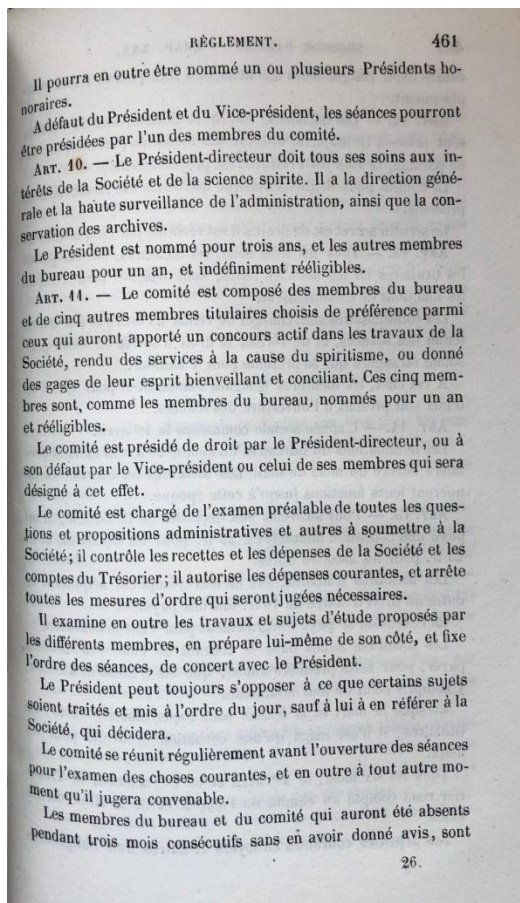 RÈGLEMENT. 461
Il pourra en outre être nommé un ou plusieurs Présidents ho-
noraires.
A défaut du Président et du Vice-président, les séances pourront
être présidées par l'un des membres du comité.
ART. 10. — Le Président-directeur doit tous ses soins aux in-
térêts de la Société et de la science spirite. Il a la direction géné-
rale et la haute surveillance de l'administration, ainsi que la con-
servation des archives.
Le Président est nommé pour trois ans, et les autres membres
du bureau pour un an, et indéfiniment rééligibles.
ART. 11. — Le comité est composé des membres du bureau
et de cinq autres membres titulaires choisis de préférence parmi
ceux qui auront apporté un concours actif dans les travaux de la
Société, rendu des services à la cause du spiritisme, ou donné
des gages de leur esprit bienveillant et conciliant. Ces cinq mem-
bres sont, comme les membres du bureau, nommés pour un an
et rééligibles.
Le comité est présidé de droit par le Président-directeur, ou à
son défaut par le Vice-président ou celui de ses membres qui sera
désigné à cet effet.
Le comité est chargé de l'examen préalable de toutes les ques-
tions et propositions administratives et autres à soumettre à la
Société; il contrôle les recettes et les dépenses de la Société et les
comptes du Trésorier; il autorise les dépenses courantes, et arrête
toutes les mesures d'ordre qui seront jugées nécessaires.
Il examine en outre les travaux et sujets d'étude proposés par
les différents membres, en prépare lui-même de son côté, et fixe
l'ordre des séances, de concert avec le Président.
Le Président peut toujours s'opposer à ce que certains sujets
soient traités et mis à l'ordre du jour, sauf à lui à en référer à la
Société, qui décidera.
Le comité se réunit régulièrement avant l'ouverture des séances
pour l'examen des choses courantes, et en outre à tout autre mo-
ment qu'il jugera convenable.
Les membres du bureau et du comité qui auront été absents
pendant trois mois consécutifs sans en avoir donné avis, sont
26.